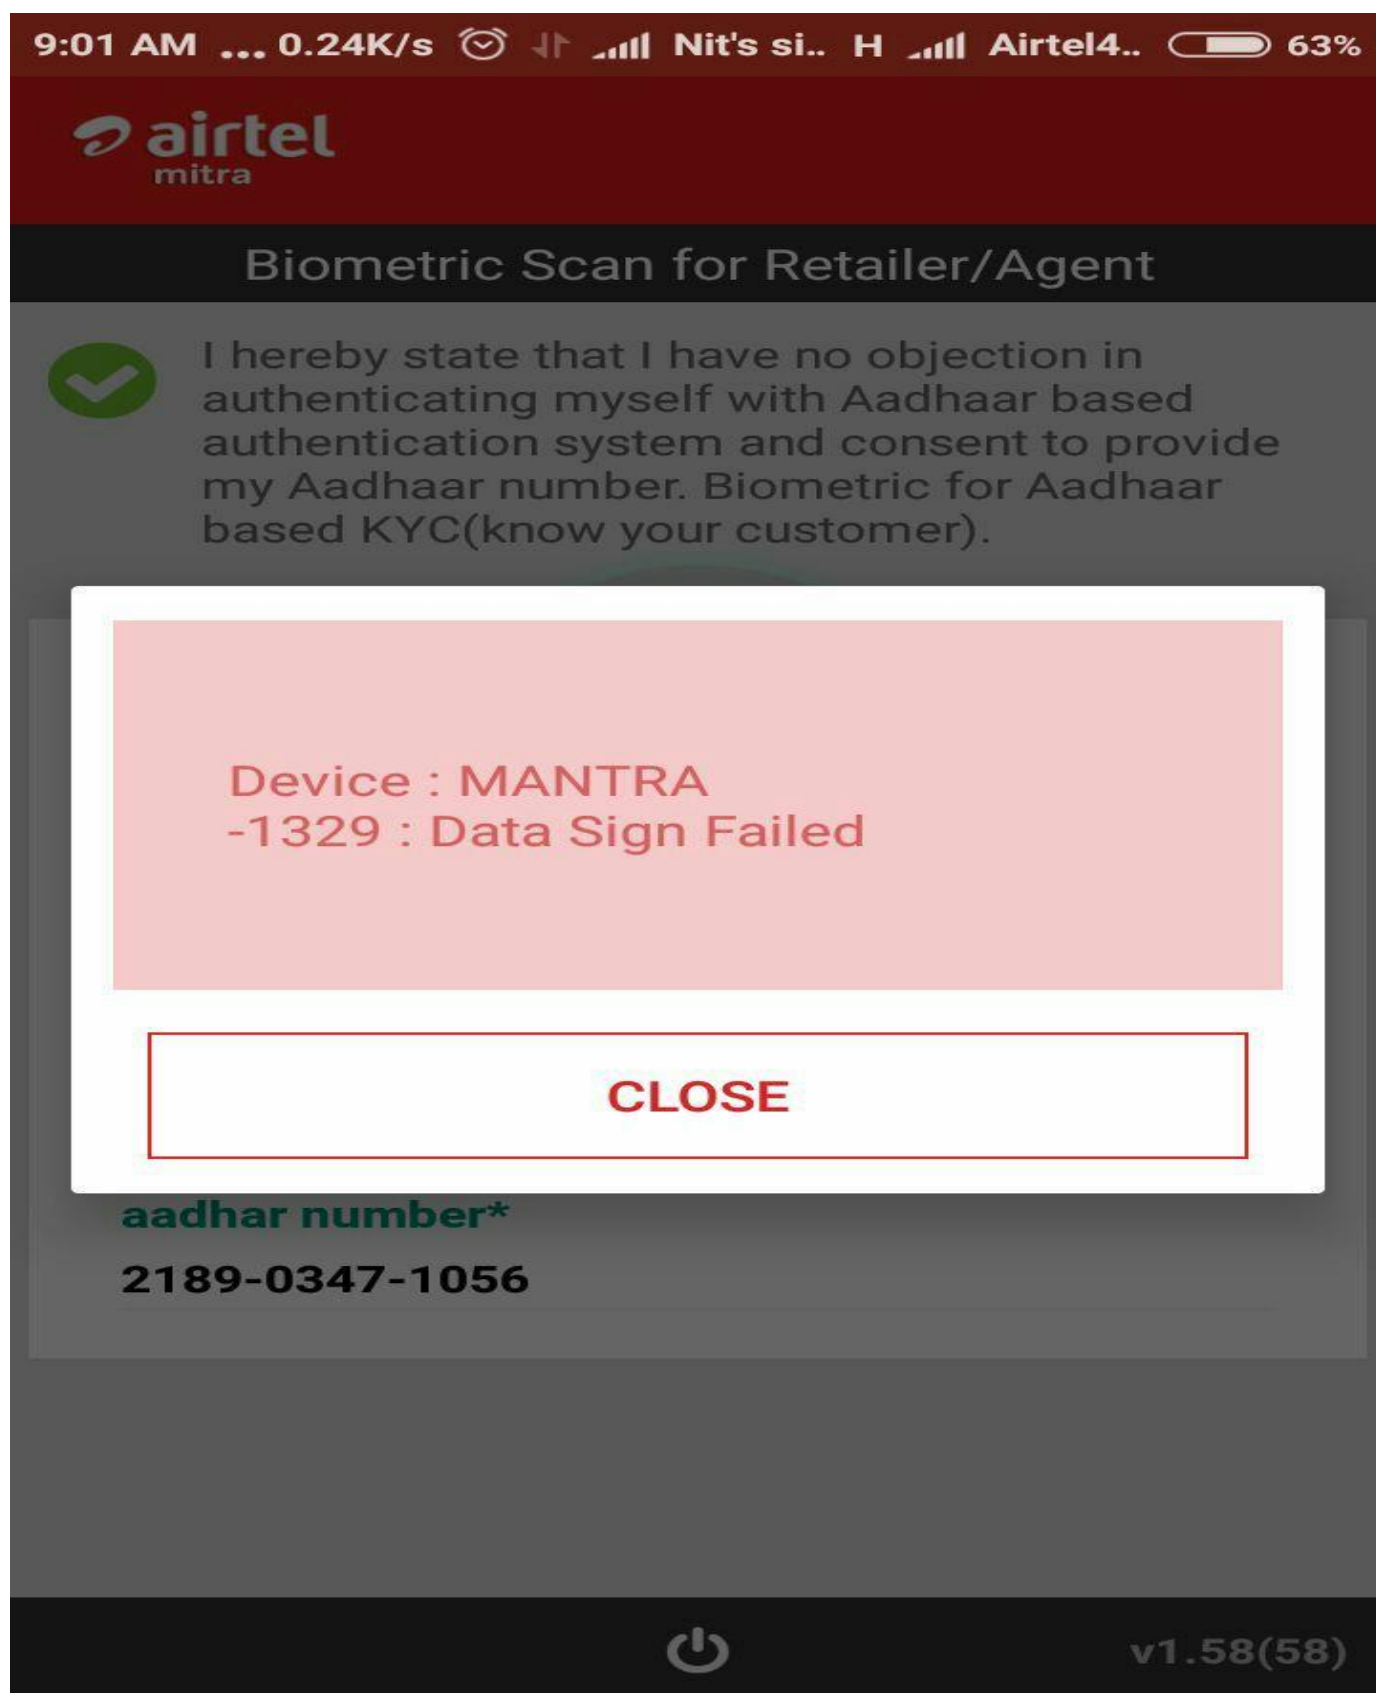 9:01 AM ... 0.24K/s Nit's si.. H Airtel4.. 63%
airtel
mitra
Biometric Scan for Retailer/Agent
I hereby state that I have no objection in
authenticating myself with Aadhaar based
authentication system and consent to provide
my Aadhaar number. Biometric for Aadhaar
based KYC(know your customer).
Device : MANTRA
-1329 : Data Sign Failed
CLOSE
aadhar number*
2189-0347-1056
v1.58(58)